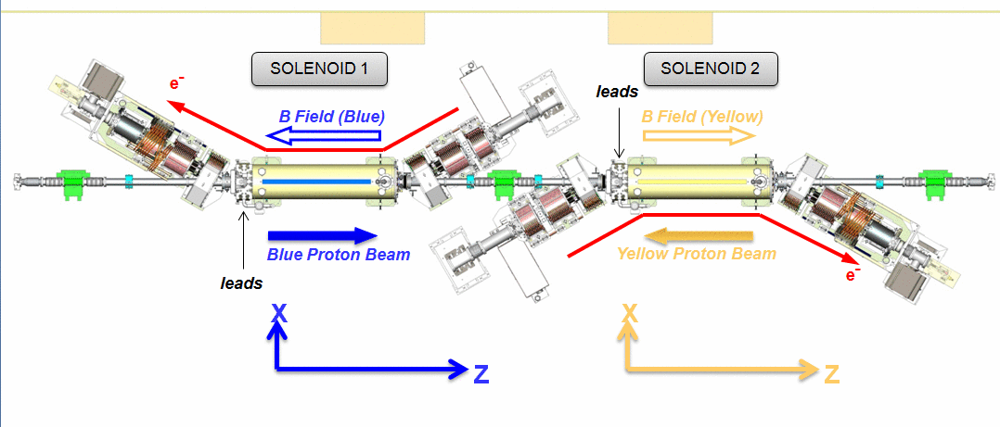 SOLENOID 1
SOLENOID 2
e-
leads
B Field (Blue)
B Field (Yellow)
Blue Proton Beam
Yellow Proton Beam
leads
e-
X
Z
X
Z